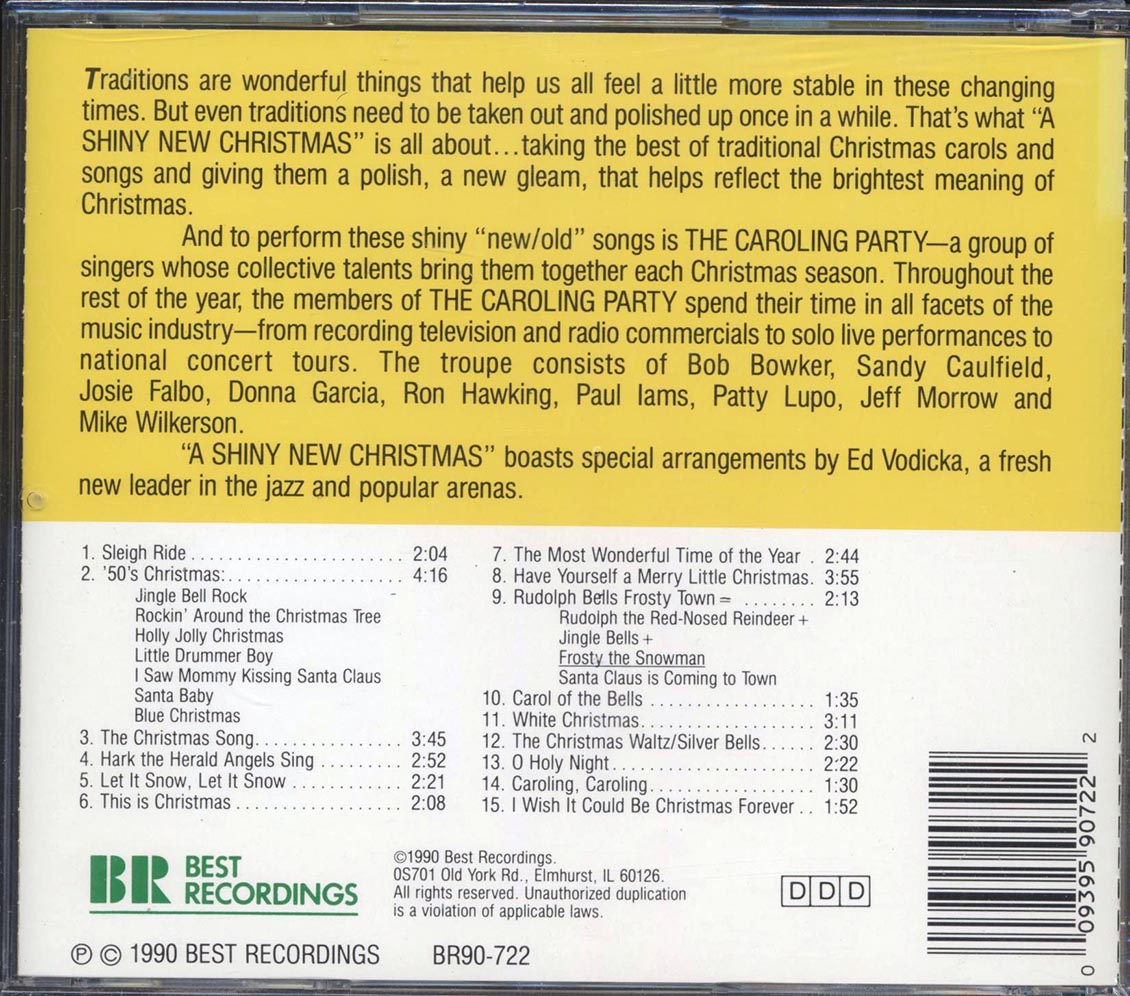 Traditions are wonderful things that help us all feel a little more stable in these changing
times. But even traditions need to be taken out and polished up once in a while. That's what “A
SHINY NEW CHRISTMAS” is all about...taking the best of traditional Christmas carols and
songs and giving them a polish, a new gleam, that helps reflect the brightest meaning of
Christmas.
And to perform these shiny “new/old” songs is THE CAROLING PARTY—a group of
singers whose collective talents bring them together each Christmas season. Throughout the
rest of the year, the members of THE CAROLING PARTY spend their time in all facets of the
music industry—from recording television and radio commercials to solo live performances to
national concert tours. The troupe consists of Bob Bowker, Sandy Caulfield,
Josie Falbo, Donna Garcia, Ron Hawking, Paul Iams, Patty Lupo, Jeff Morrow and
Mike Wilkerson.
“A SHINY NEW CHRISTMAS” boasts special arrangements by Ed Vodicka, a fresh
new leader in the jazz and popular arenas.
1. Sleigh Ride ........................ 2:04
2. '50's Christmas:.................... 4:16
Jingle Bell Rock
Rockin' Around the Christmas Tree
Holly Jolly Christmas
Little Drummer Boy
I Saw Mommy Kissing Santa Claus
Santa Baby
Blue Christmas
3. The Christmas Song................ 3:45
4. Hark the Herald Angels Sing ......... 2:52
5. Let It Snow, Let It Snow ............ 2:21
6. This is Christmas ................... 2:08
7. The Most Wonderful Time of the Year . 2:44
8. Have Yourself a Merry Little Christmas. 3:55
9. Rudolph Bells Frosty Town = ........ 2:13
Rudolph the Red-Nosed Reindeer +
Jingle Bells +
Frosty the Snowman
Santa Claus is Coming to Town
10. Carol of the Bells .................. 1:35
11. White Christmas................... 3:11
12. The Christmas Waltz/Silver Bells...... 2:30
13. O Holy Night...................... 2:22
14. Caroling, Caroling.................. 1:30
15. I Wish It Could Be Christmas Forever .. 1:52
BR BEST
RECORDINGS
©1990 Best Recordings.
0S701 Old York Rd., Elmhurst, IL 60126.
All rights reserved. Unauthorized duplication
is a violation of applicable laws.
DDD
℗ © 1990 BEST RECORDINGS BR90-722
0 09395 90722 2